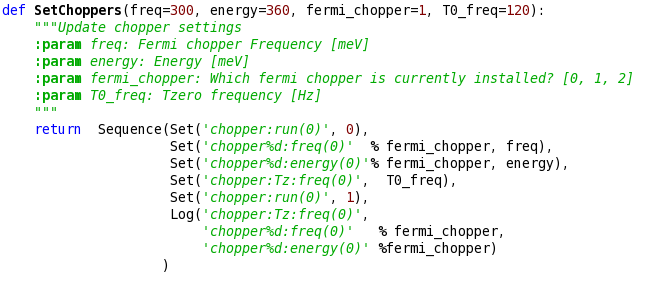 def SetChoppers(freq=300, energy=360, fermi_chopper=1, T0_freq=120):
    """Update chopper settings
    :param freq: Fermi chopper Frequency [meV]
    :param energy: Energy [meV]
    :param fermi_chopper: Which fermi chopper is currently installed? [0, 1, 2]
    :param T0_freq: Tzero frequency [Hz]
    """
    return  Sequence(Set('chopper:run(0)', 0),
                     Set('chopper%d:freq(0)'  % fermi_chopper, freq),
                     Set('chopper%d:energy(0)'% fermi_chopper, energy),
                     Set('chopper:Tz:freq(0)',  T0_freq),
                     Set('chopper:run(0)', 1),
                     Log('chopper:Tz:freq(0)',
                         'chopper%d:freq(0)'   % fermi_chopper,
                         'chopper%d:energy(0)' %fermi_chopper)
                    )